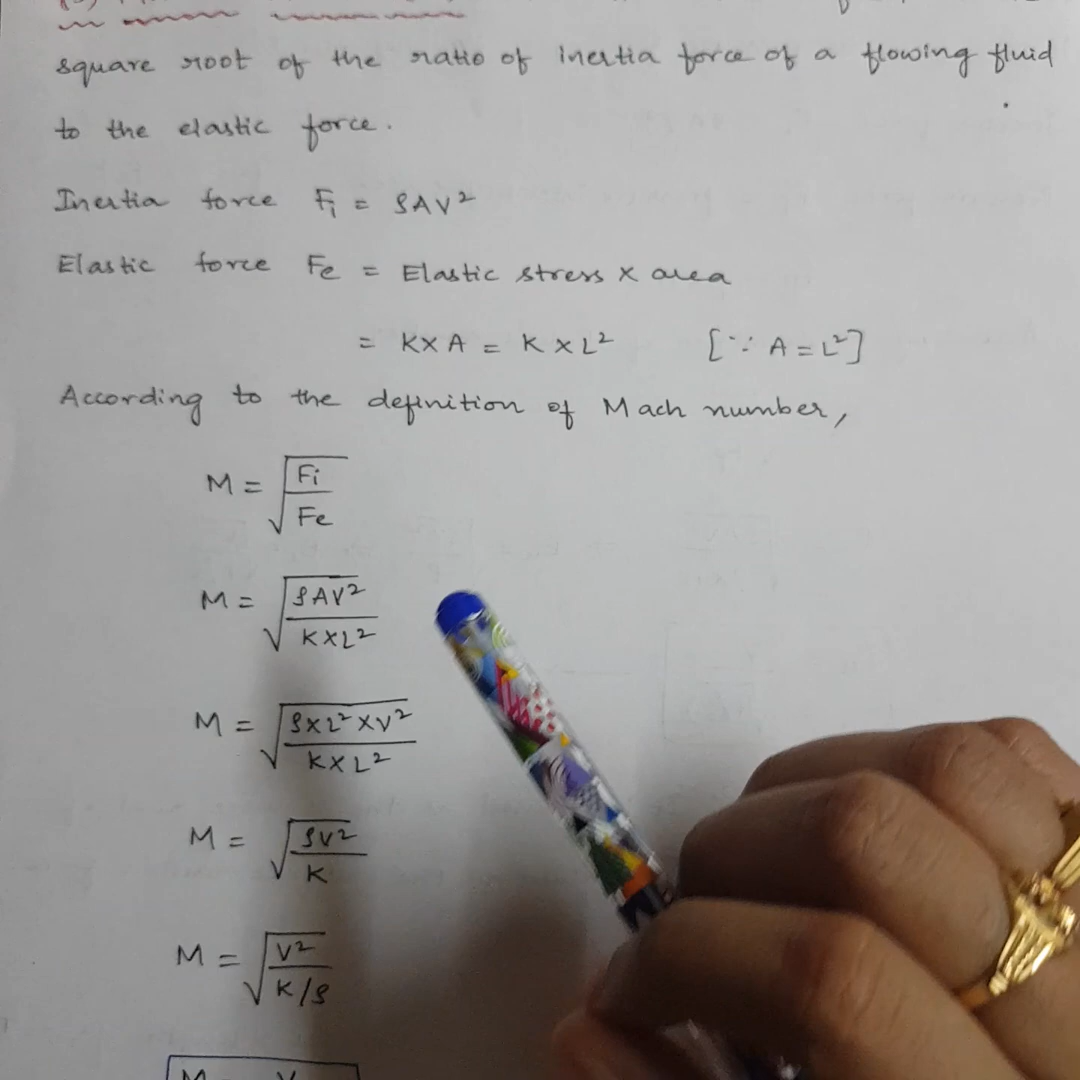 square root of the ratio of inertia force of a flowing fluid
to the elastic force.
Inertia force Fi = ρAV²
Elastic force Fe = Elastic stress × area
= K×A = K×L² [∵ A=L²]
According to the definition of Mach number,
M = √(Fi/Fe)
M = √(ρAV²/K×L²)
M = √(ρ×L²×V²/K×L²)
M = √(ρV²/K)
M = √(V²/K/ρ)